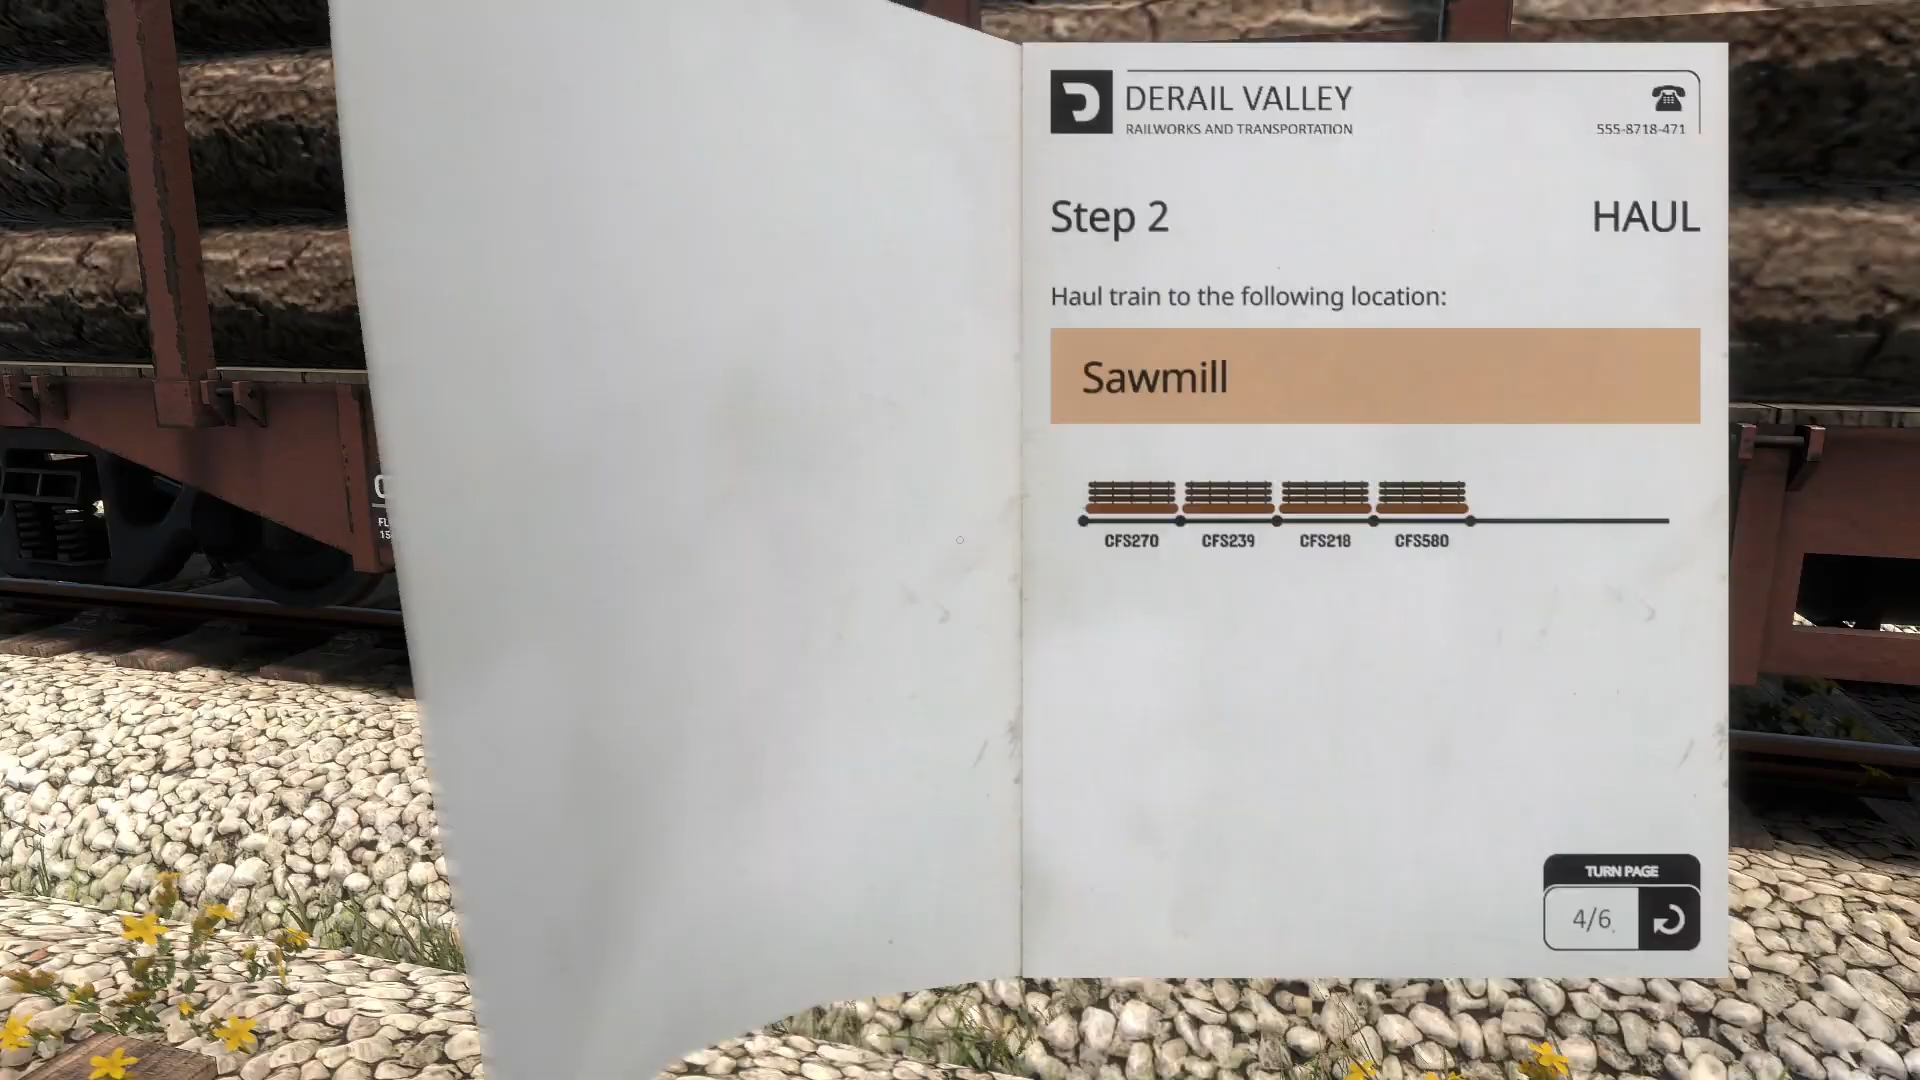 DERAIL VALLEY
RAILWORKS AND TRANSPORTATION
555-8718-471
Step 2
HAUL
Haul train to the following location:
Sawmill
CFS270 CFS239 CFS218 CFS580
TURN PAGE
4/6